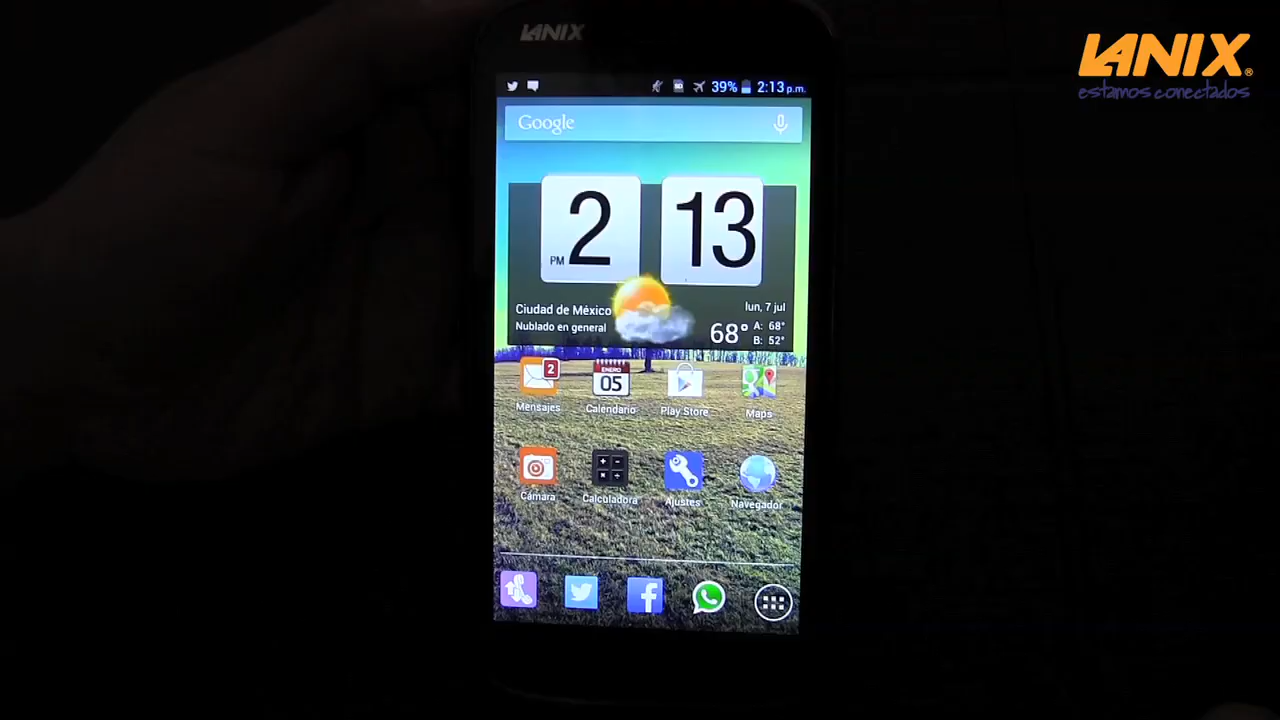 LANIX
LANIX®
estamos conectados
39% 2:13 p.m.
Google
2 13
PM
Ciudad de México
lun, 7 jul
Nublado en general
68°
A: 68°
B: 52°
2
ENERO
05
Mensajes Calendario Play Store Maps
Cámara Calculadora Ajustes Navegador